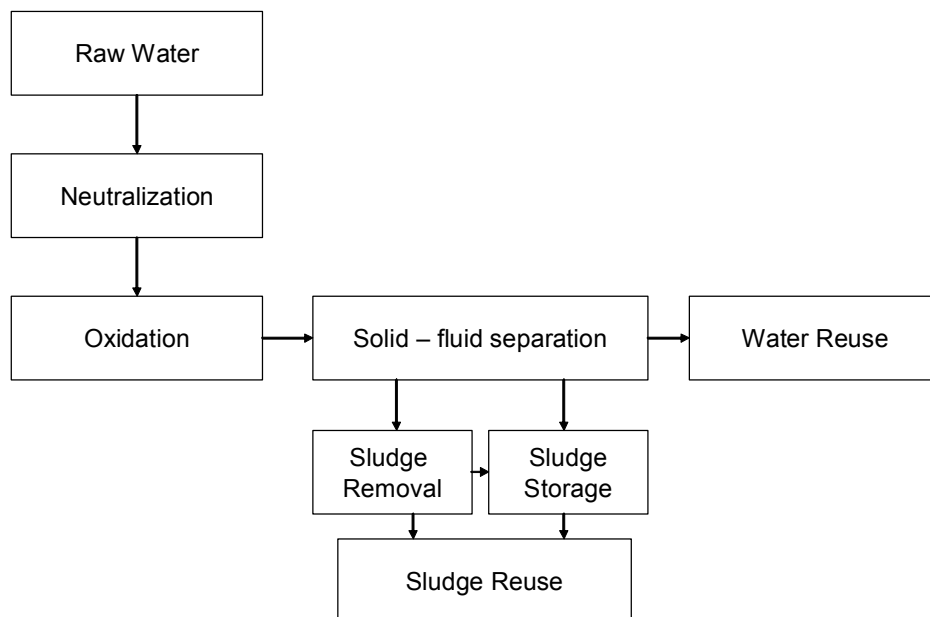 Raw Water
Neutralization
Oxidation
Solid – fluid separation
Water Reuse
Sludge
Removal
Sludge
Storage
Sludge Reuse